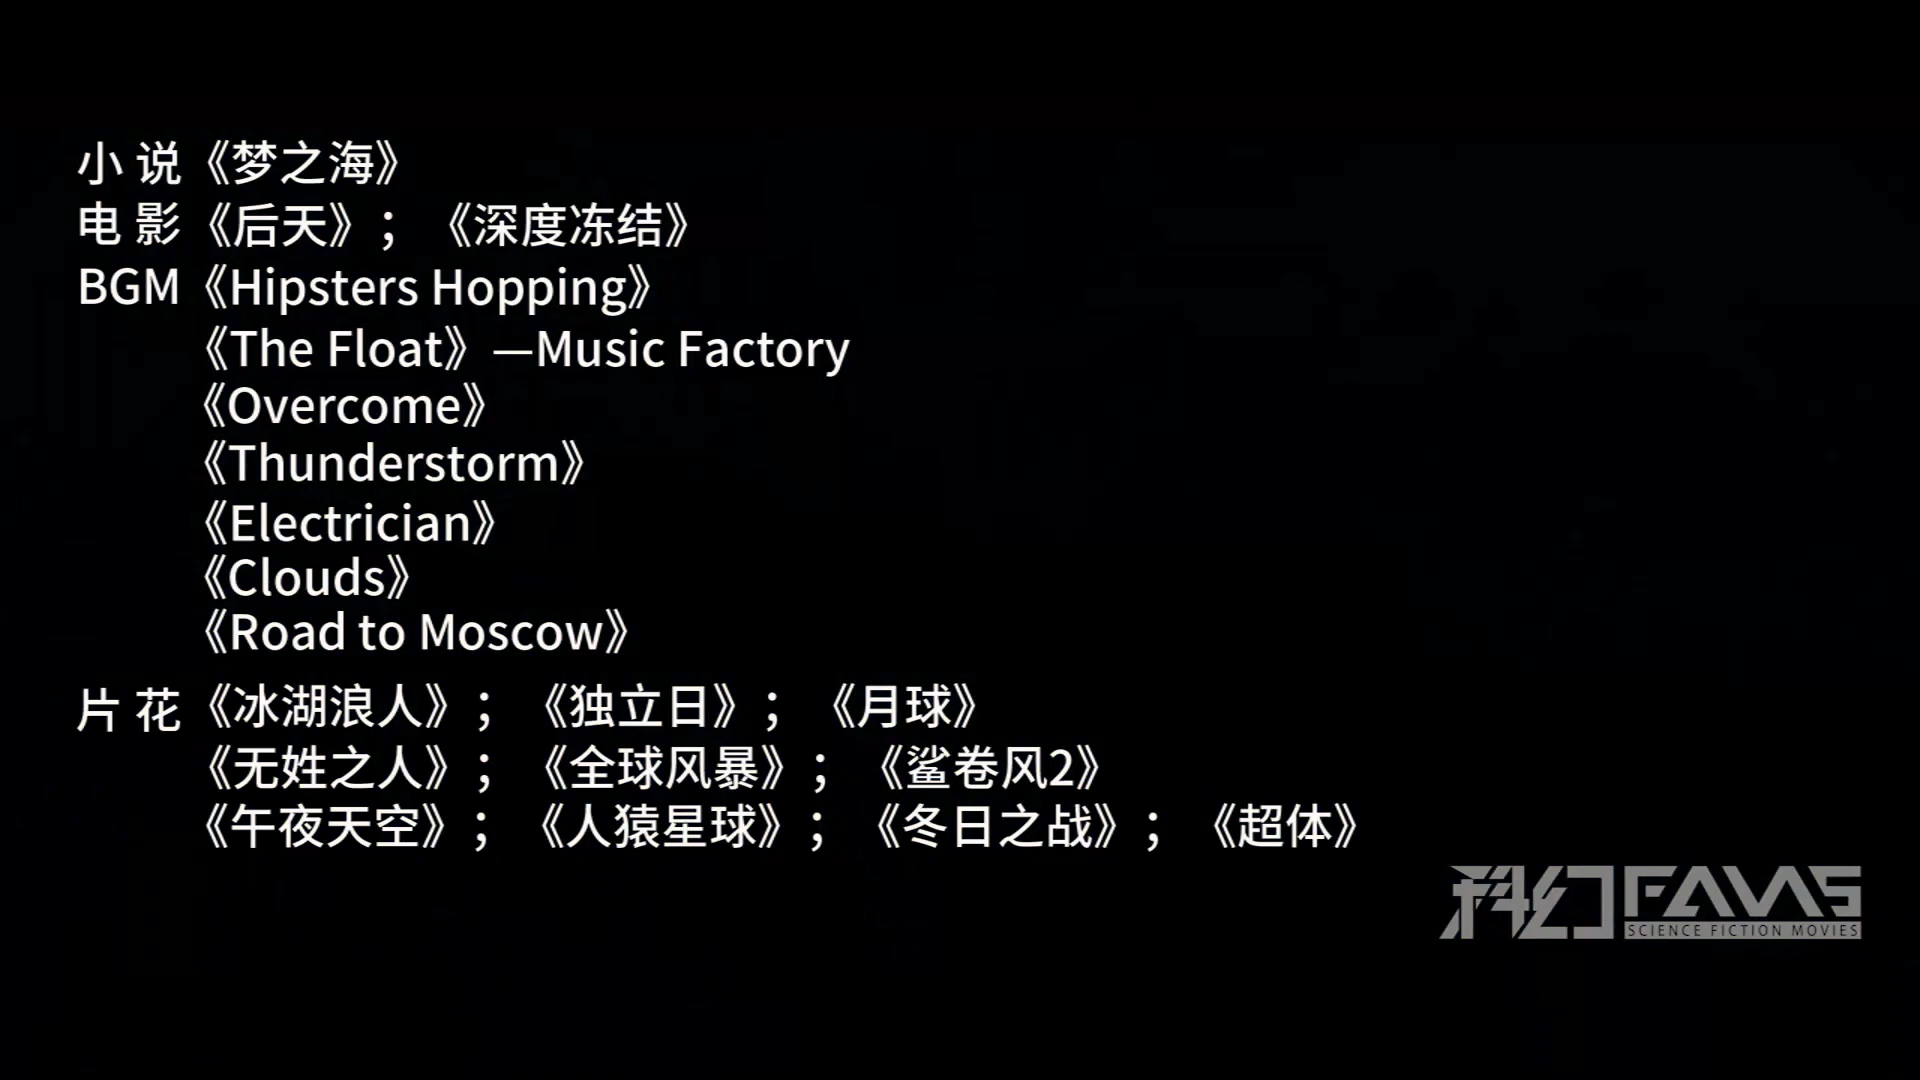 小 说《梦之海》
电 影《后天》；《深度冻结》
BGM《Hipsters Hopping》
《The Float》—Music Factory
《Overcome》
《Thunderstorm》
《Electrician》
《Clouds》
《Road to Moscow》
片 花《冰湖浪人》；《独立日》；《月球》
《无姓之人》；《全球风暴》；《鲨卷风2》
《午夜天空》；《人猿星球》；《冬日之战》；《超体》
科幻FAMS
SCIENCE FICTION MOVIES